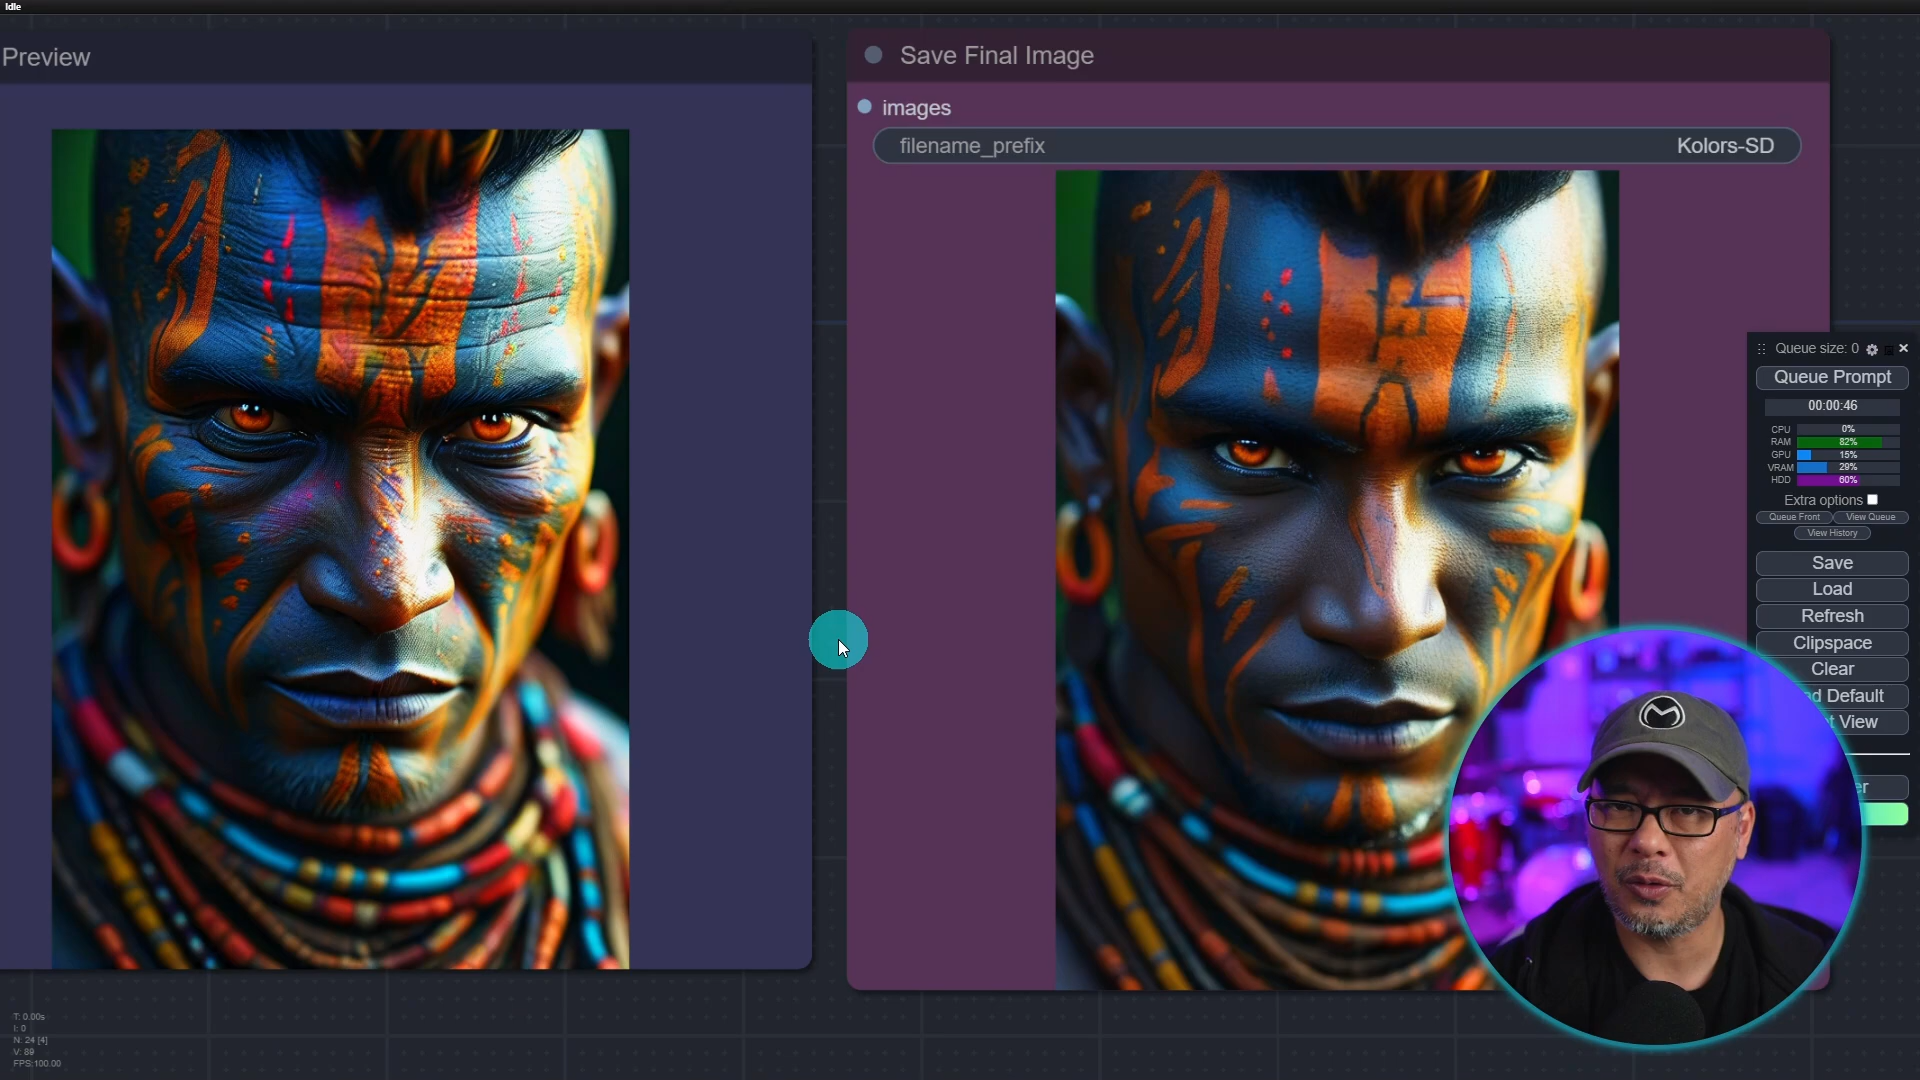 Idle
Preview
Save Final Image
images
filename_prefix Kolors-SD
Queue size: 0
Queue Prompt
00:00:46
CPU 0%
RAM 82%
GPU 15%
VRAM 29%
HDD 60%
Extra options
Queue Front View Queue
View History
Save
Load
Refresh
Clipspace
Clear
d Default
t View
er
T: 0.00s
I: 0
N: 24 [4]
V: 89
FPS:100.00